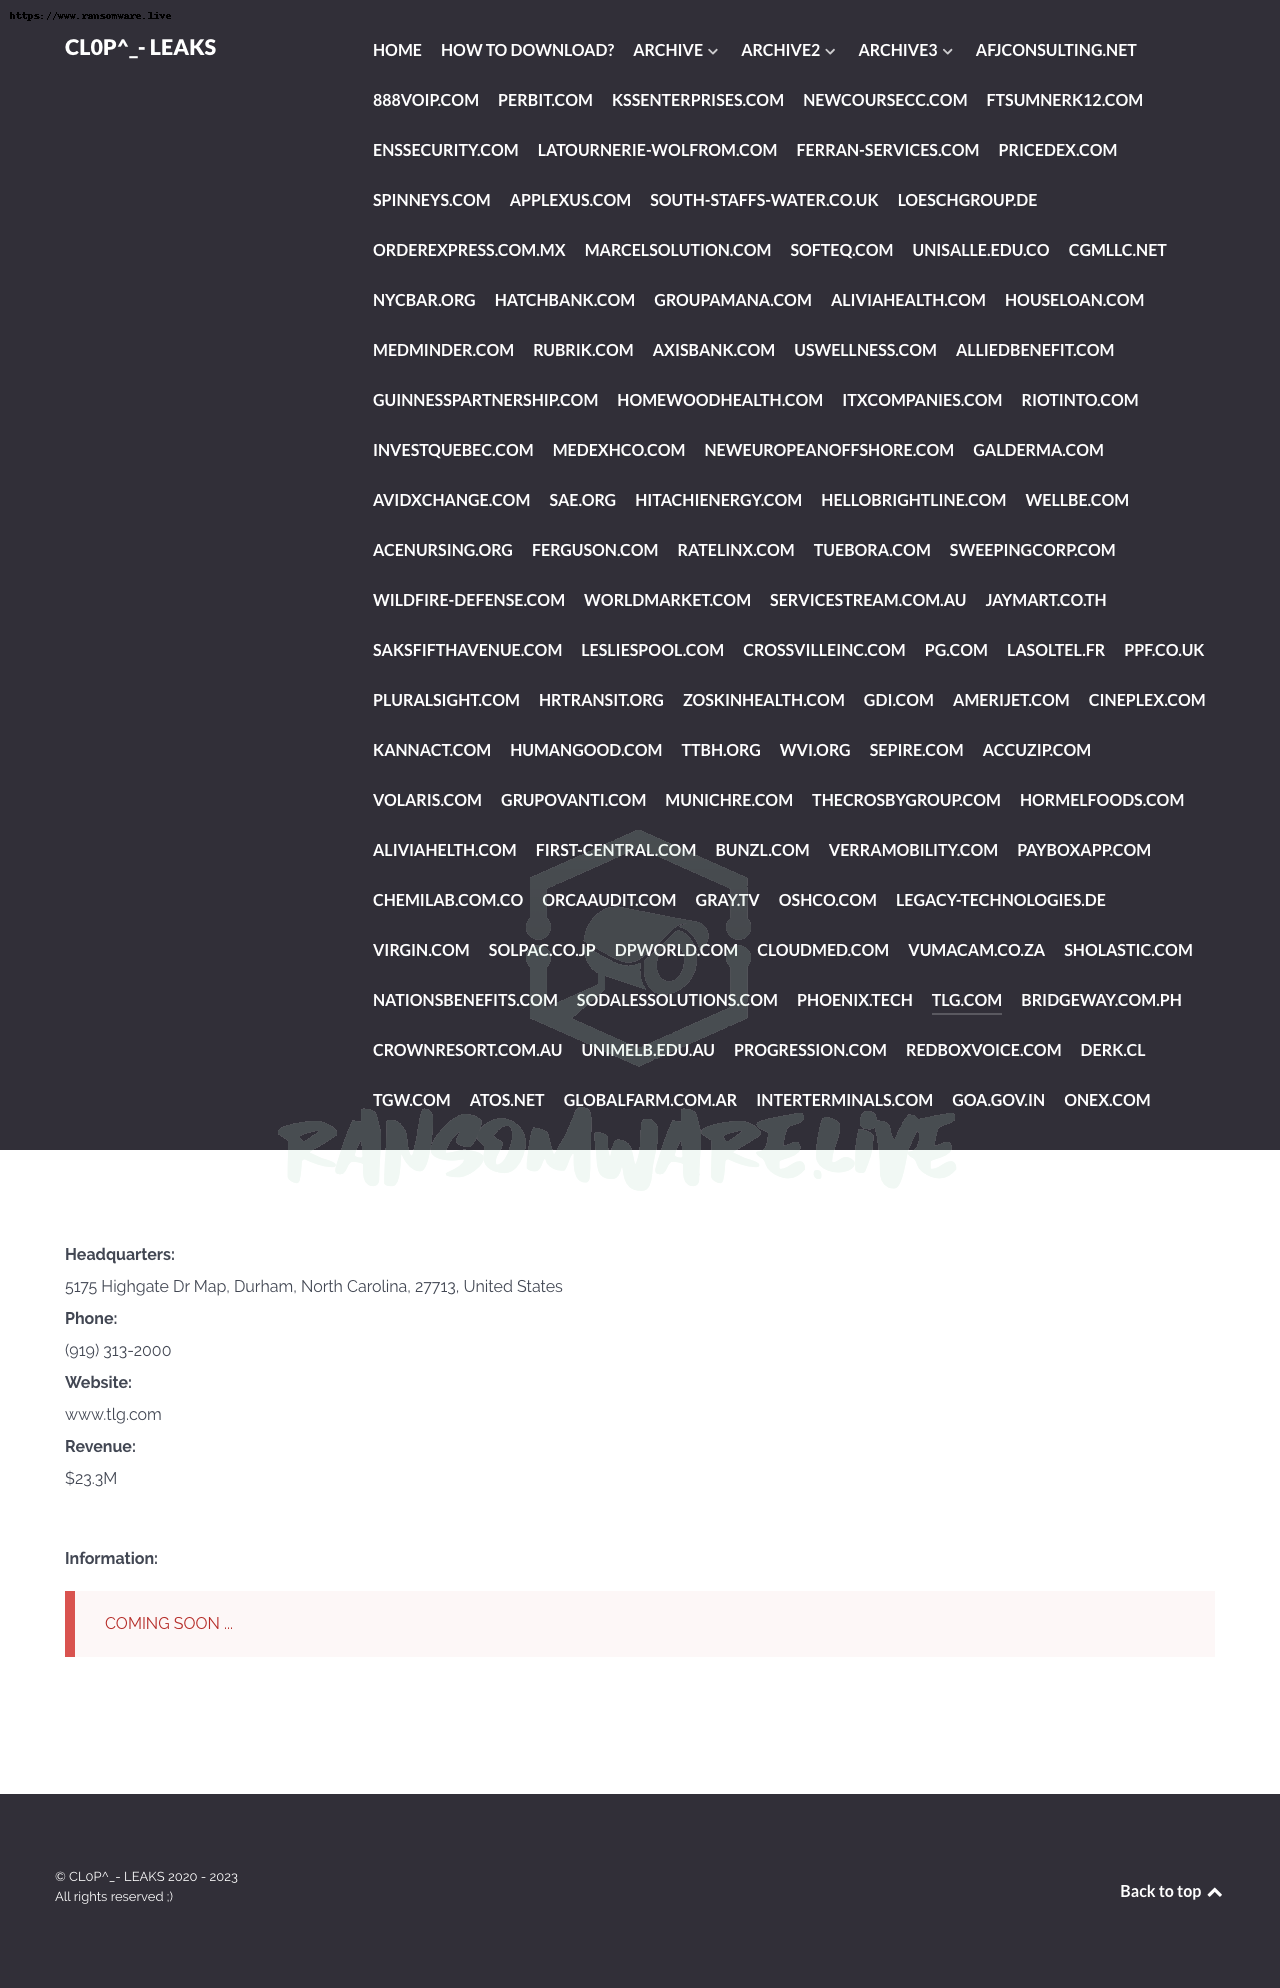 https://www.ransomware.live
CL0P^_- LEAKS
HOME HOW TO DOWNLOAD? ARCHIVE ARCHIVE2 ARCHIVE3 AFJCONSULTING.NET
888VOIP.COM PERBIT.COM KSSENTERPRISES.COM NEWCOURSECC.COM FTSUMNERK12.COM
ENSSECURITY.COM LATOURNERIE-WOLFROM.COM FERRAN-SERVICES.COM PRICEDEX.COM
SPINNEYS.COM APPLEXUS.COM SOUTH-STAFFS-WATER.CO.UK LOESCHGROUP.DE
ORDEREXPRESS.COM.MX MARCELSOLUTION.COM SOFTEQ.COM UNISALLE.EDU.CO CGMLLC.NET
NYCBAR.ORG HATCHBANK.COM GROUPAMANA.COM ALIVIAHEALTH.COM HOUSELOAN.COM
MEDMINDER.COM RUBRIK.COM AXISBANK.COM USWELLNESS.COM ALLIEDBENEFIT.COM
GUINNESSPARTNERSHIP.COM HOMEWOODHEALTH.COM ITXCOMPANIES.COM RIOTINTO.COM
INVESTQUEBEC.COM MEDEXHCO.COM NEWEUROPEANOFFSHORE.COM GALDERMA.COM
AVIDXCHANGE.COM SAE.ORG HITACHIENERGY.COM HELLOBRIGHTLINE.COM WELLBE.COM
ACENURSING.ORG FERGUSON.COM RATELINX.COM TUEBORA.COM SWEEPINGCORP.COM
WILDFIRE-DEFENSE.COM WORLDMARKET.COM SERVICESTREAM.COM.AU JAYMART.CO.TH
SAKSFIFTHAVENUE.COM LESLIESPOOL.COM CROSSVILLEINC.COM PG.COM LASOLTEL.FR PPF.CO.UK
PLURALSIGHT.COM HRTRANSIT.ORG ZOSKINHEALTH.COM GDI.COM AMERIJET.COM CINEPLEX.COM
KANNACT.COM HUMANGOOD.COM TTBH.ORG WVI.ORG SEPIRE.COM ACCUZIP.COM
VOLARIS.COM GRUPOVANTI.COM MUNICHRE.COM THECROSBYGROUP.COM HORMELFOODS.COM
ALIVIAHELTH.COM FIRST-CENTRAL.COM BUNZL.COM VERRAMOBILITY.COM PAYBOXAPP.COM
CHEMILAB.COM.CO ORCAAUDIT.COM GRAY.TV OSHCO.COM LEGACY-TECHNOLOGIES.DE
VIRGIN.COM SOLPAC.CO.JP DPWORLD.COM CLOUDMED.COM VUMACAM.CO.ZA SHOLASTIC.COM
NATIONSBENEFITS.COM SODALESSOLUTIONS.COM PHOENIX.TECH TLG.COM BRIDGEWAY.COM.PH
CROWNRESORT.COM.AU UNIMELB.EDU.AU PROGRESSION.COM REDBOXVOICE.COM DERK.CL
TGW.COM ATOS.NET GLOBALFARM.COM.AR INTERTERMINALS.COM GOA.GOV.IN ONEX.COM
RANSOMWARE.LIVE
Headquarters:
5175 Highgate Dr Map, Durham, North Carolina, 27713, United States
Phone:
(919) 313-2000
Website:
www.tlg.com
Revenue:
$23.3M
Information:
COMING SOON ...
© CL0P^_- LEAKS 2020 - 2023
All rights reserved ;)
Back to top